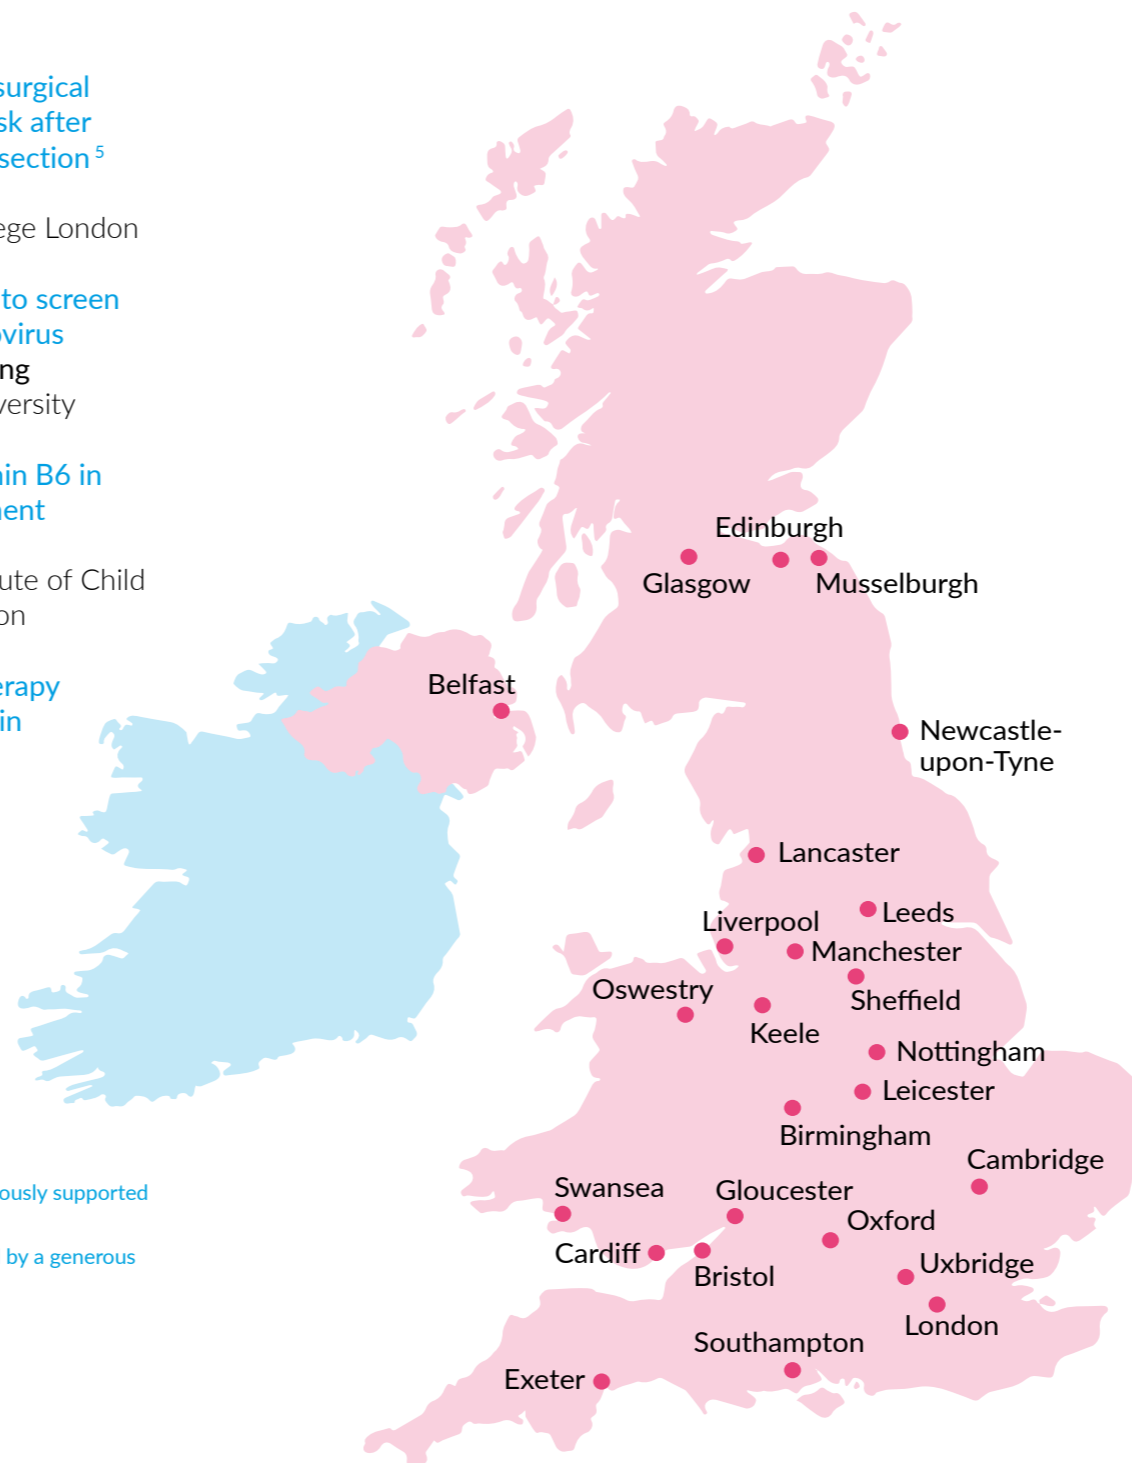 surgical
sk after
section 5
ege London
to screen
virus
ng
versity
in B6 in
ent
ute of Child
on
erapy
in
ously supported
by a generous
Edinburgh
Glasgow
Musselburgh
Belfast
Newcastle-
upon-Tyne
Lancaster
Leeds
Liverpool
Manchester
Sheffield
Oswestry
Keele
Nottingham
Leicester
Birmingham
Cambridge
Swansea
Gloucester
Oxford
Cardiff
Bristol
Uxbridge
London
Southampton
Exeter